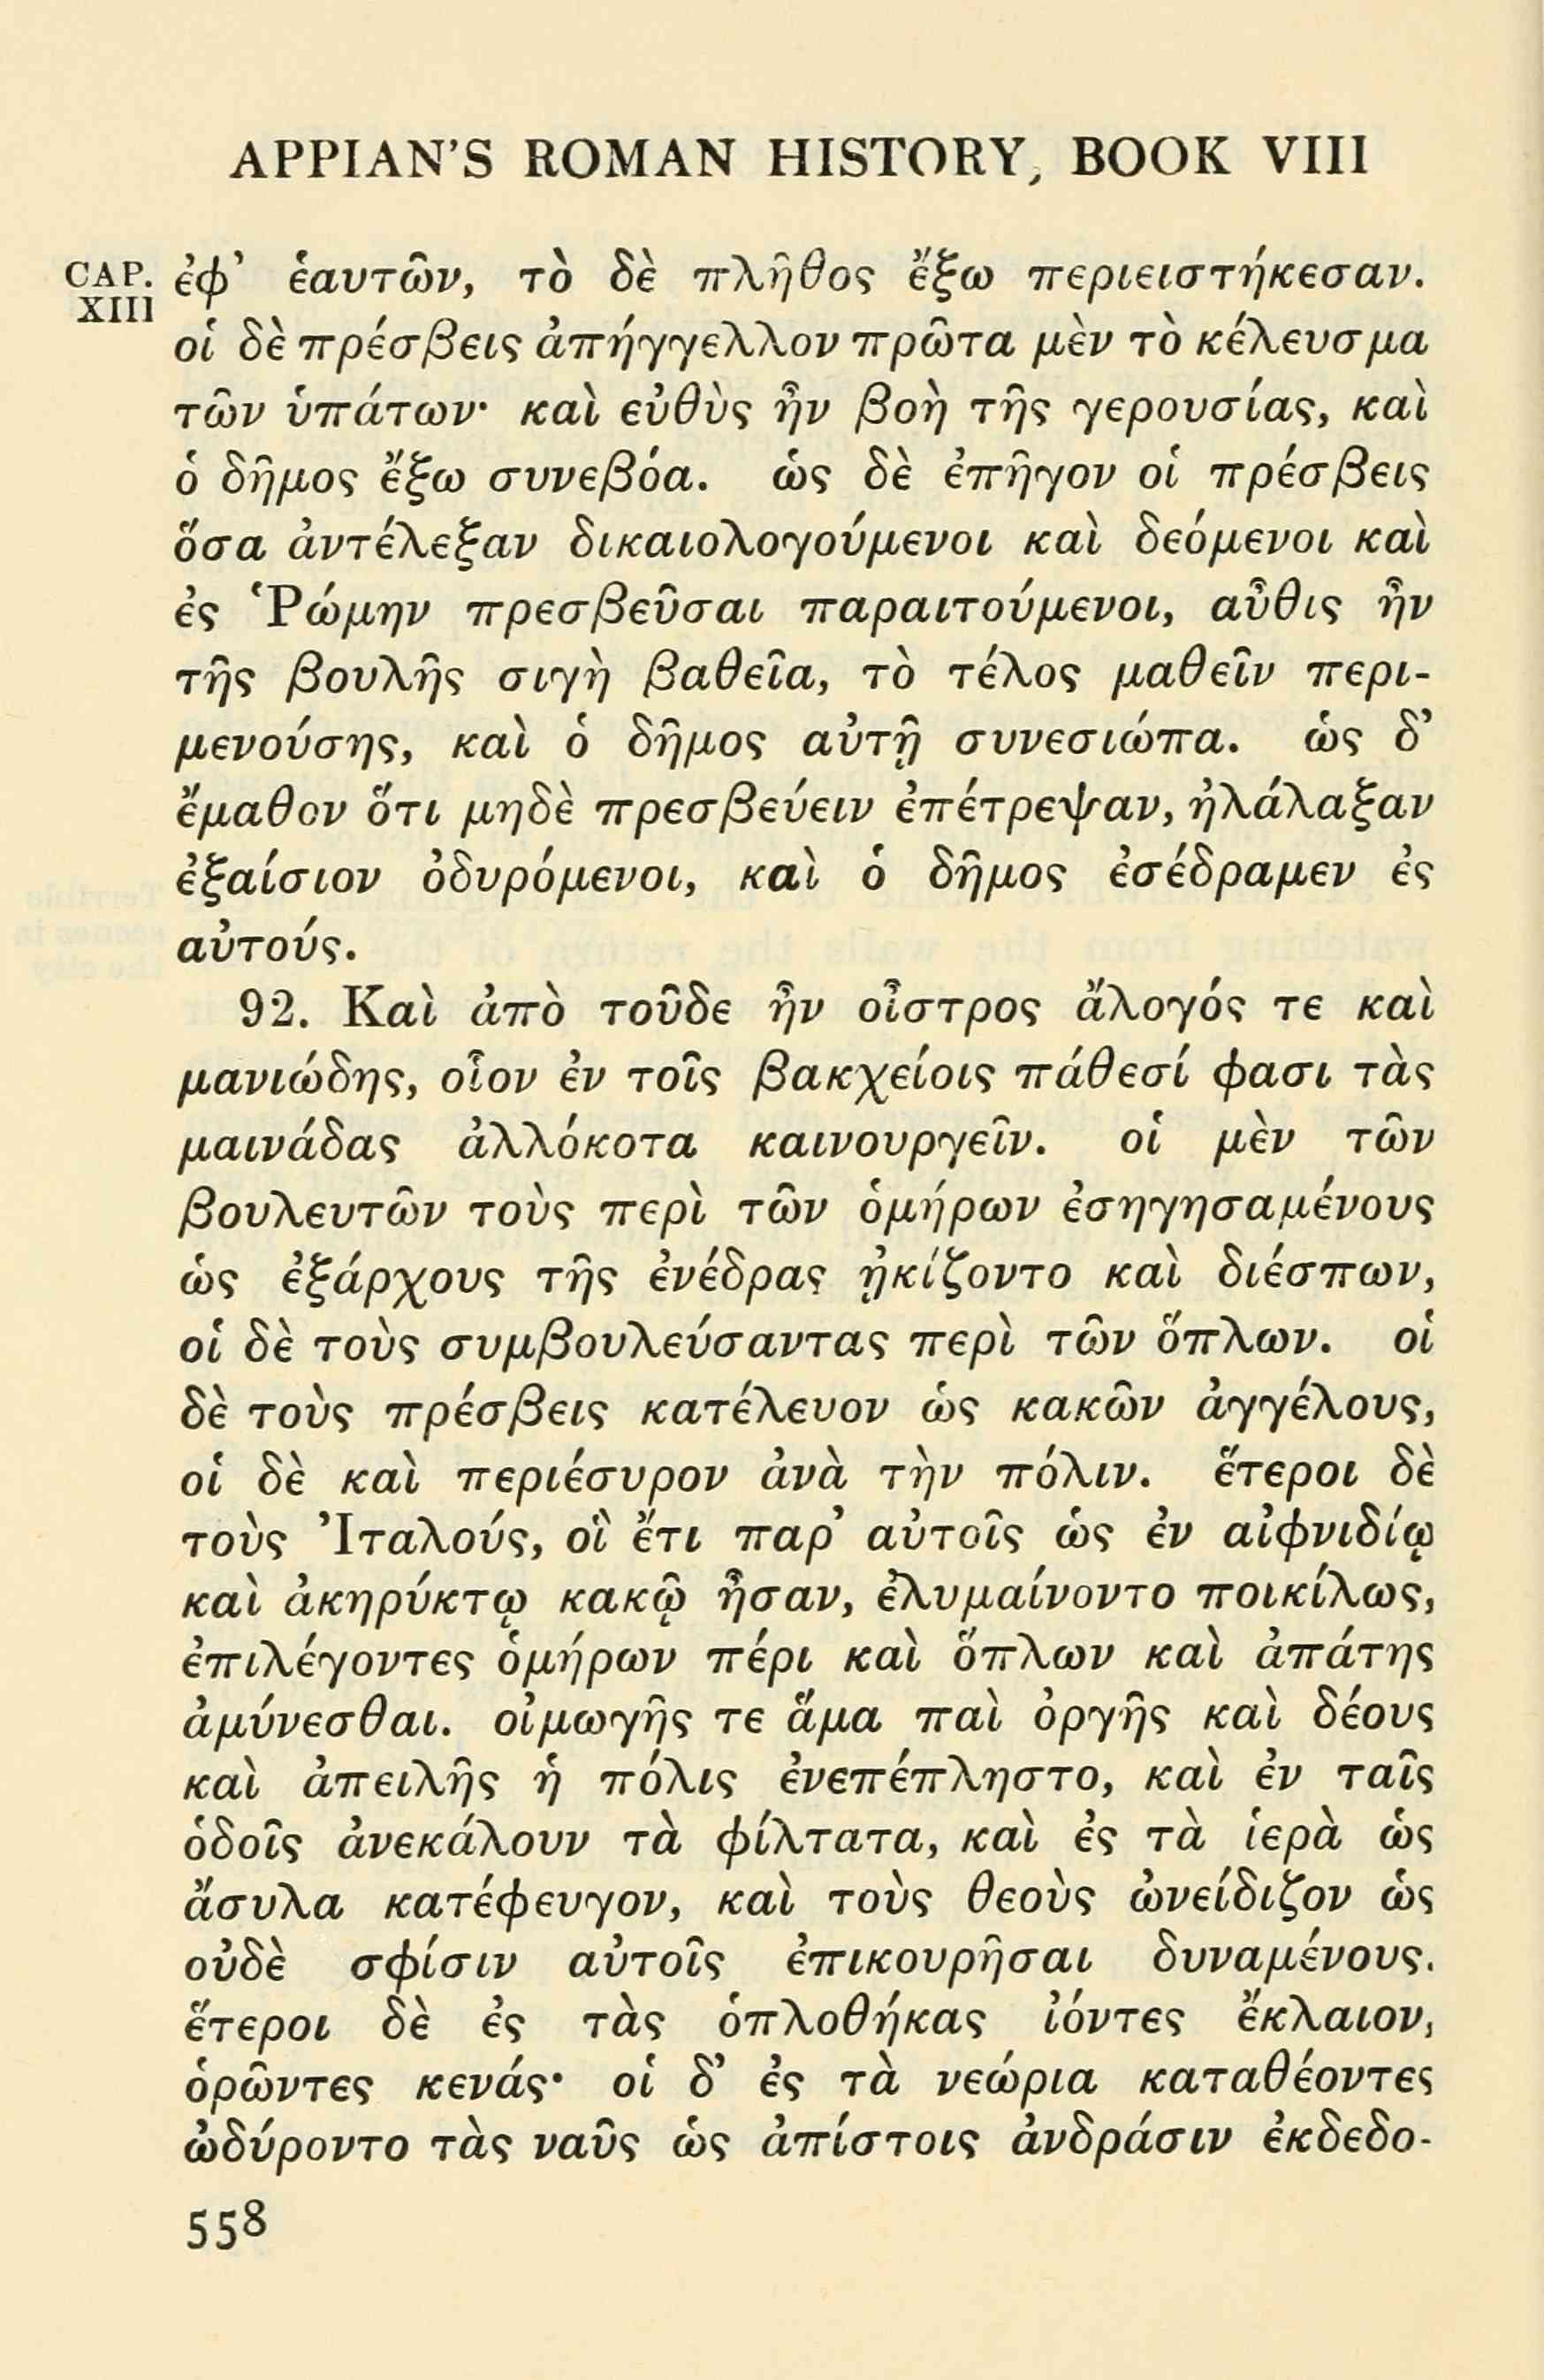 APPIAN'S ROMAN HISTORY, BOOK VIII
CAP. XIII
ἐφ' ἑαυτῶν, τὸ δὲ πλῆθος ἔξω περιειστήκεσαν.
οἱ δὲ πρέσβεις ἀπήγγελλον πρῶτα μὲν τὸ κέλευσμα
τῶν ὑπάτων· καὶ εὐθὺς ἦν βοὴ τῆς γερουσίας, καὶ
ὁ δῆμος ἔξω συνεβόα. ὡς δὲ ἐπῆγον οἱ πρέσβεις
ὅσα ἀντέλεξαν δικαιολογούμενοι καὶ δεόμενοι καὶ
ἐς Ῥώμην πρεσβεῦσαι παραιτούμενοι, αὖθις ἦν
τῆς βουλῆς σιγὴ βαθεῖα, τὸ τέλος μαθεῖν περι-
μενούσης, καὶ ὁ δῆμος αὐτῇ συνεσιώπα. ὡς δ'
ἔμαθον ὅτι μηδὲ πρεσβεύειν ἐπέτρεψαν, ἠλάλαξαν
ἐξαίσιον ὀδυρόμενοι, καὶ ὁ δῆμος ἐσέδραμεν ἐς
αὐτούς.
92. Καὶ ἀπὸ τοῦδε ἦν οἶστρος ἄλογός τε καὶ
μανιώδης, οἷον ἐν τοῖς βακχείοις πάθεσί φασι τὰς
μαινάδας ἀλλόκοτα καινουργεῖν. οἱ μὲν τῶν
βουλευτῶν τοὺς περὶ τῶν ὁμήρων ἐσηγησαμένους
ὡς ἐξάρχους τῆς ἐνέδρας ᾐκίζοντο καὶ διέσπων,
οἱ δὲ τοὺς συμβουλεύσαντας περὶ τῶν ὅπλων. οἱ
δὲ τοὺς πρέσβεις κατέλευον ὡς κακῶν ἀγγέλους,
οἱ δὲ καὶ περιέσυρον ἀνὰ τὴν πόλιν. ἕτεροι δὲ
τοὺς Ἰταλούς, οἳ ἔτι παρ' αὐτοῖς ὡς ἐν αἰφνιδίῳ
καὶ ἀκηρύκτῳ κακῷ ἦσαν, ἐλυμαίνοντο ποικίλως,
ἐπιλέγοντες ὁμήρων πέρι καὶ ὅπλων καὶ ἀπάτης
ἀμύνεσθαι. οἰμωγῆς τε ἅμα παὶ ὀργῆς καὶ δέους
καὶ ἀπειλῆς ἡ πόλις ἐνεπέπληστο, καὶ ἐν ταῖς
ὁδοῖς ἀνεκάλουν τὰ φίλτατα, καὶ ἐς τὰ ἱερὰ ὡς
ἄσυλα κατέφευγον, καὶ τοὺς θεοὺς ὠνείδιζον ὡς
οὐδὲ σφίσιν αὐτοῖς ἐπικουρῆσαι δυναμένους.
ἕτεροι δὲ ἐς τὰς ὁπλοθήκας ἰόντες ἔκλαιον,
ὁρῶντες κενάς· οἱ δ' ἐς τὰ νεώρια καταθέοντες
ὠδύροντο τὰς ναῦς ὡς ἀπίστοις ἀνδράσιν ἐκδεδο-
558